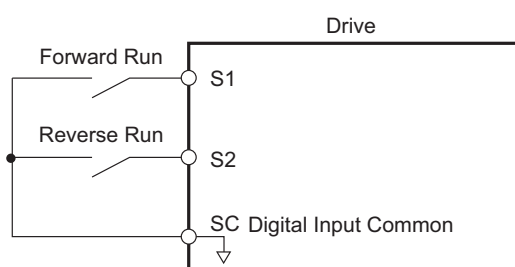 Drive
Forward Run
S1
Reverse Run
S2
SC Digital Input Common